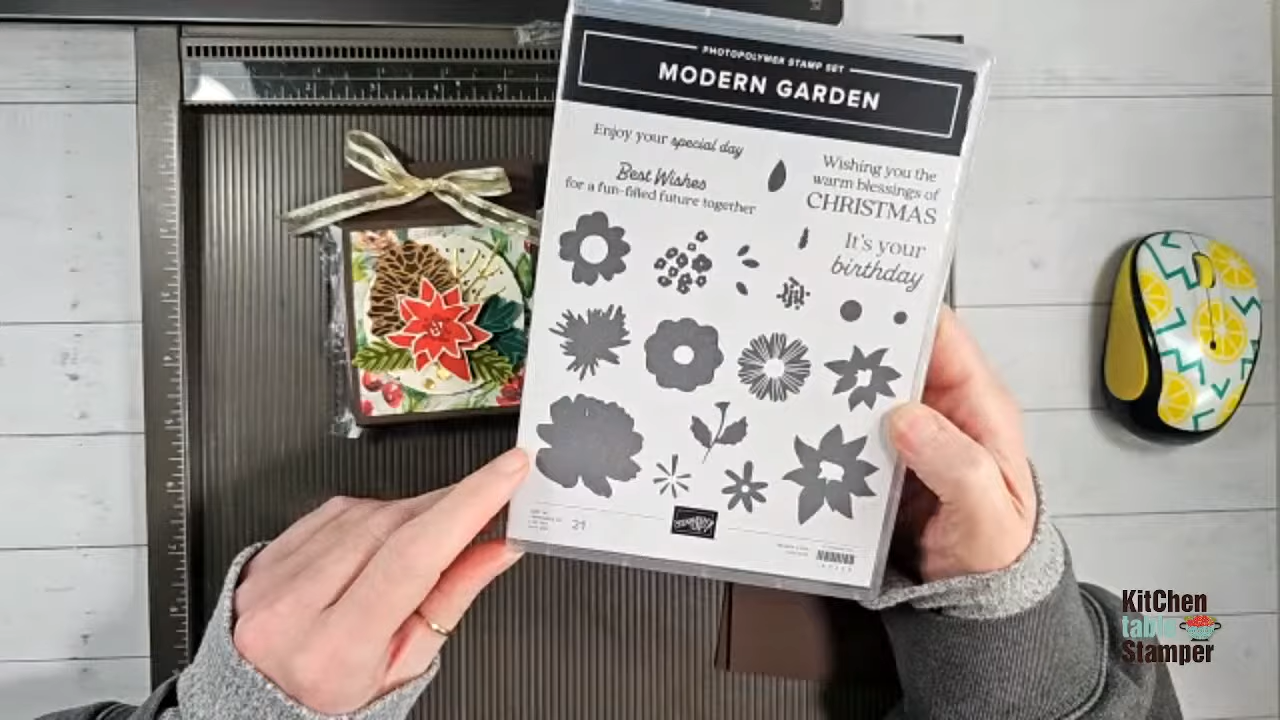 PHOTOPOLYMER STAMP SET
MODERN GARDEN
Enjoy your special day
Best Wishes
for a fun-filled future together
Wishing you the
warm blessings of
CHRISTMAS
It's your
birthday
21
KitChen
table
Stamper